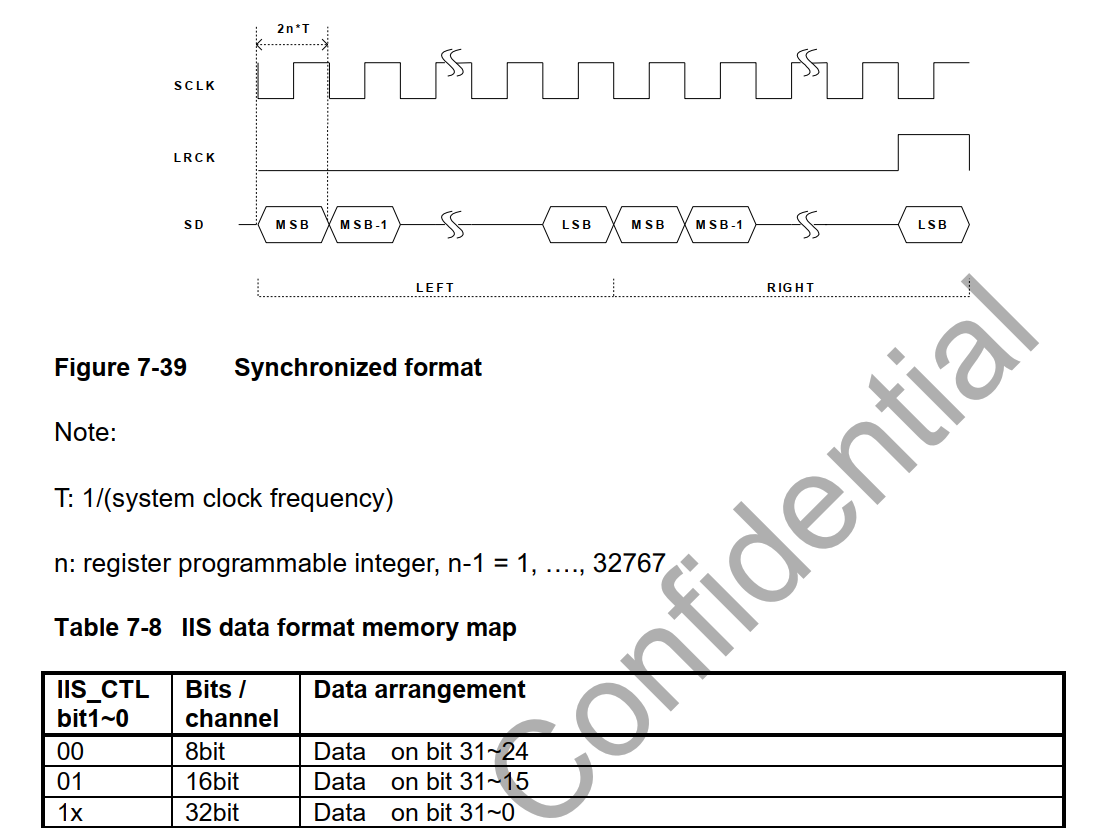 2n*T
SCLK
LRCK
SD MSB MSB-1 LSB MSB MSB-1 LSB
LEFT RIGHT
Figure 7-39 Synchronized format
Note:
T: 1/(system clock frequency)
n: register programmable integer, n-1 = 1, …., 32767
Table 7-8 IIS data format memory map
IIS_CTL bit1~0 Bits / channel Data arrangement
00 8bit Data on bit 31~24
01 16bit Data on bit 31~15
1x 32bit Data on bit 31~0
Confidential